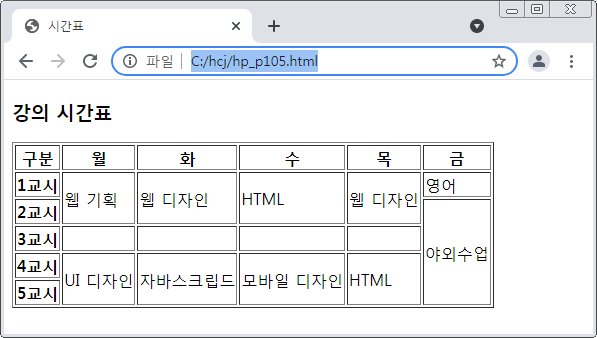 시간표
파일 C:/hcj/hp_p105.html
강의 시간표
구분 월 화 수 목 금
1교시 웹 기획 웹 디자인 HTML 웹 디자인 영어
2교시 야외수업
3교시
4교시 UI 디자인 자바스크립드 모바일 디자인 HTML
5교시